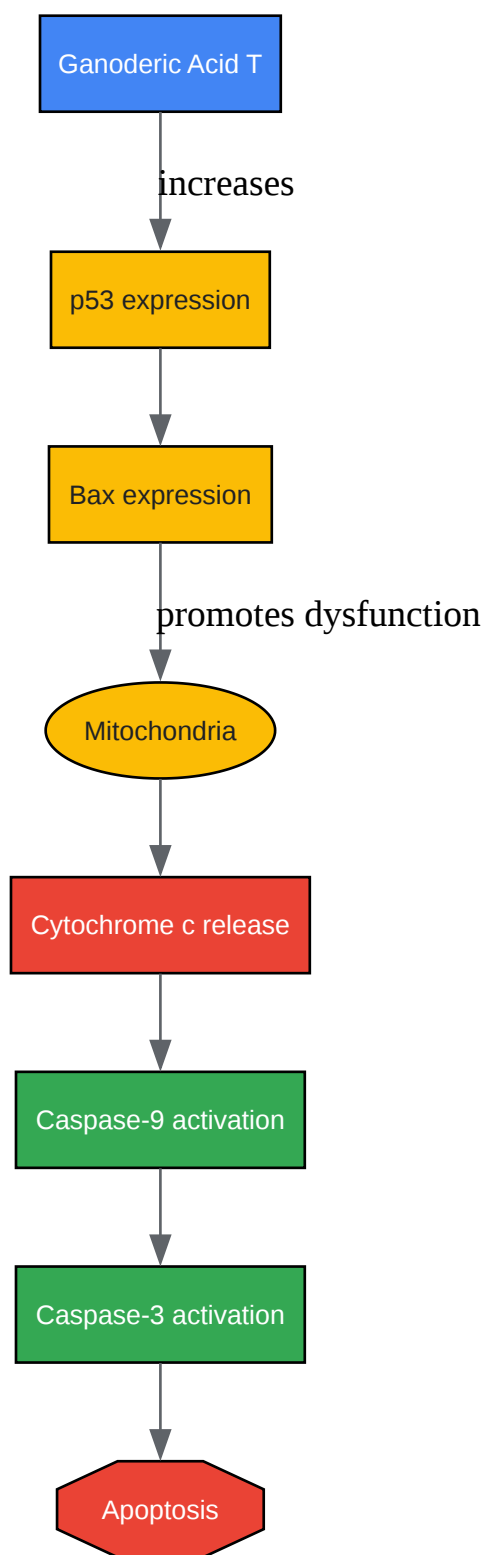 Ganoderic Acid T
increases
p53 expression
Bax expression
promotes dysfunction
Mitochondria
Cytochrome c release
Caspase-9 activation
Caspase-3 activation
Apoptosis